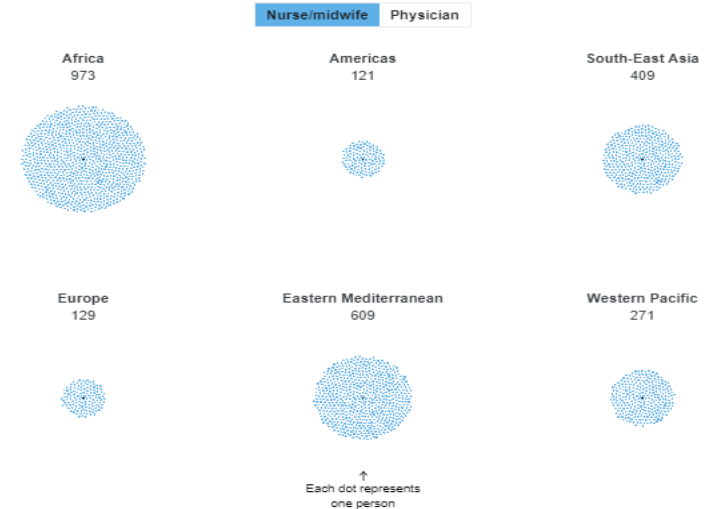 Nurse/midwife Physician
Africa
973
Americas
121
South-East Asia
409
Europe
129
Eastern Mediterranean
609
Western Pacific
271
↑
Each dot represents
one person